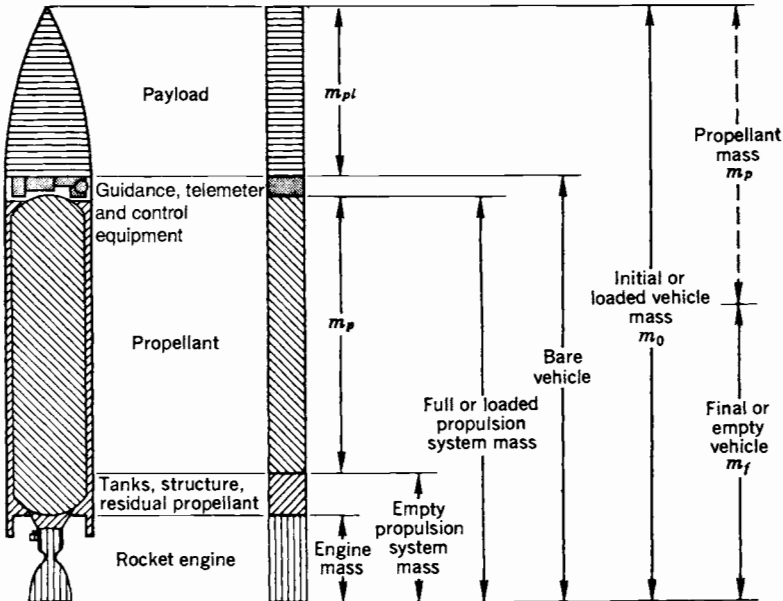 Payload
Guidance, telemeter
and control
equipment
Propellant
Tanks, structure,
residual propellant
Rocket engine
m_pl
m_p
Engine
mass
Empty
propulsion
system
mass
Full or loaded
propulsion
system mass
Bare
vehicle
Initial or
loaded vehicle
mass
m_0
Propellant
mass
m_p
Final or
empty
vehicle
m_f